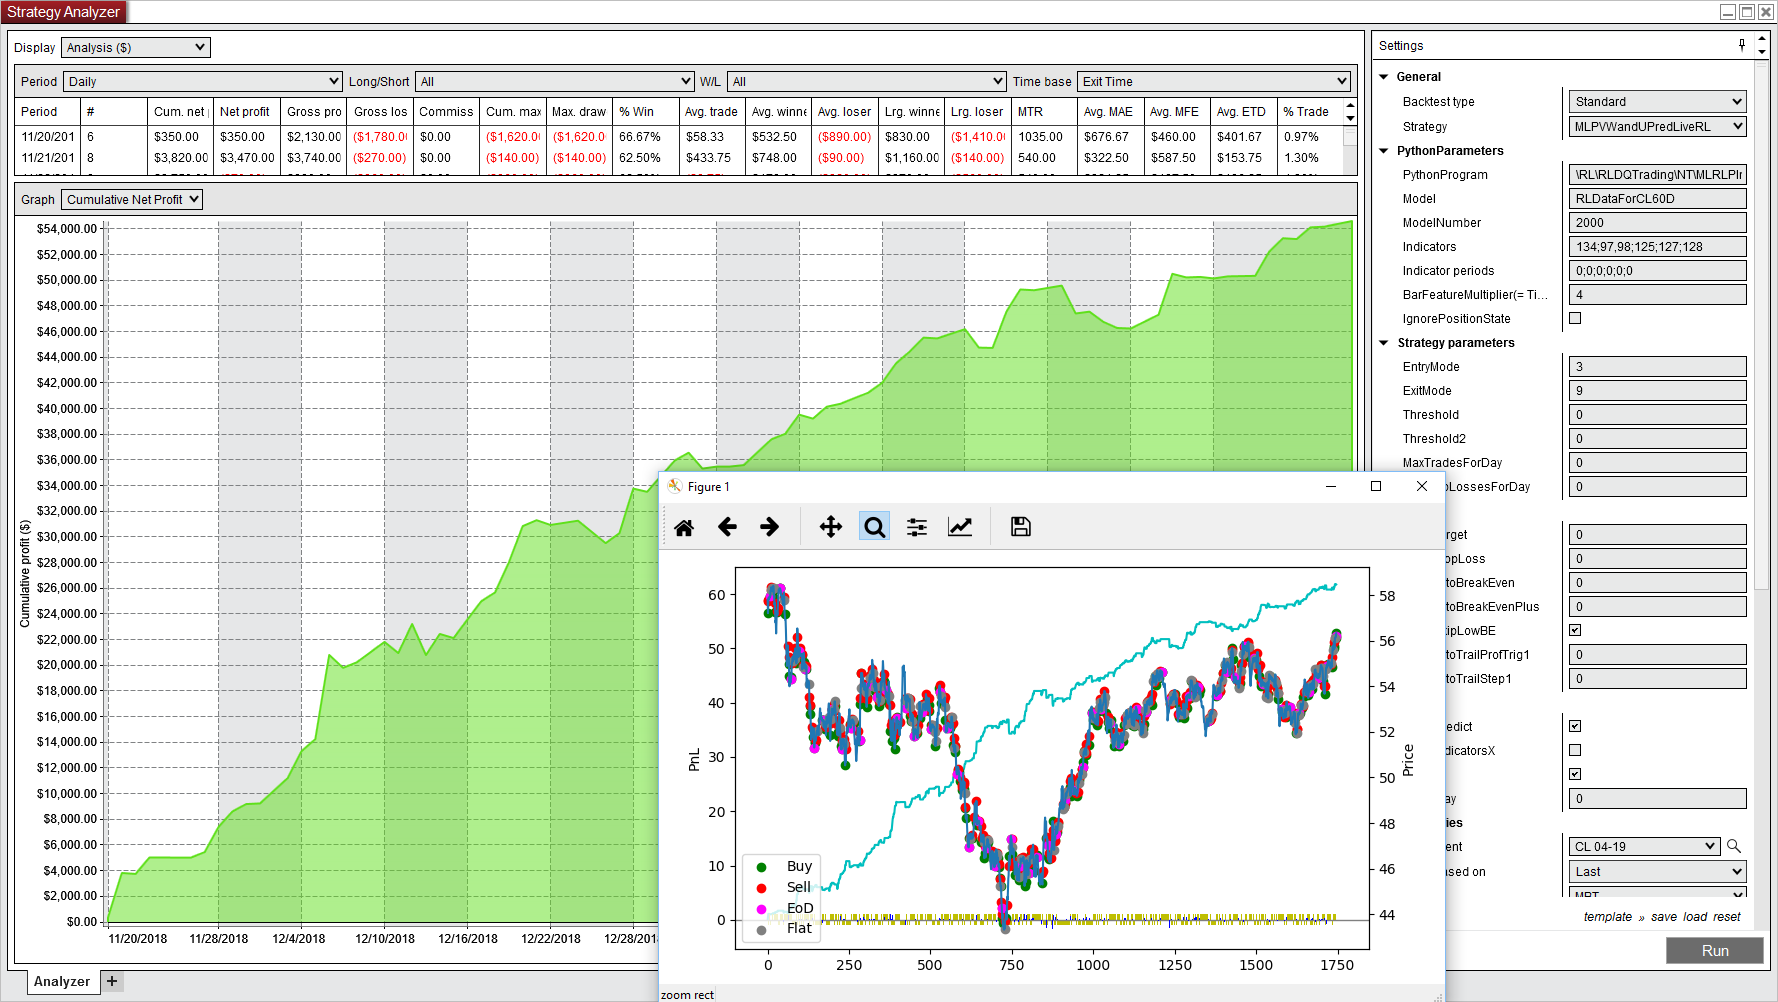 Strategy Analyzer
Display Analysis ($)
Period Daily Long/Short All W/L All Time base Exit Time
Period # Cum. net Net profit Gross pro Gross los Commiss Cum. max Max. draw % Win Avg. trade Avg. winne Avg. loser Lrg. winne Lrg. loser MTR Avg. MAE Avg. MFE Avg. ETD % Trade
11/20/201 6 $350.00 $350.00 $2,130.00 ($1,780.0 $0.00 ($1,620.0 ($1,620.0 66.67% $58.33 $532.50 ($890.00) $830.00 ($1,410.0 1035.00 $676.67 $460.00 $401.67 0.97%
11/21/201 8 $3,820.00 $3,470.00 $3,740.00 ($270.00) $0.00 ($140.00) ($140.00) 62.50% $433.75 $748.00 ($90.00) $1,160.00 ($140.00) 540.00 $322.50 $587.50 $153.75 1.30%
Graph Cumulative Net Profit
Cumulative profit ($)
$54,000.00
$52,000.00
$50,000.00
$48,000.00
$46,000.00
$44,000.00
$42,000.00
$40,000.00
$38,000.00
$36,000.00
$34,000.00
$32,000.00
$30,000.00
$28,000.00
$26,000.00
$24,000.00
$22,000.00
$20,000.00
$18,000.00
$16,000.00
$14,000.00
$12,000.00
$10,000.00
$8,000.00
$6,000.00
$4,000.00
$2,000.00
$0.00
11/20/2018 11/28/2018 12/4/2018 12/10/2018 12/16/2018 12/22/2018 12/28/201
Analyzer +
Figure 1
PnL
60
50
40
30
20
10
0
Price
58
56
54
52
50
48
46
44
Buy
Sell
EoD
Flat
0 250 500 750 1000 1250 1500 1750
zoom rect
Settings
General
Backtest type Standard
Strategy MLPVWandUPredLiveRL
PythonParameters
PythonProgram \RL\RLDQTrading\NT\MLRLPIr
Model RLDataForCL60D
ModelNumber 2000
Indicators 134;97,98;125;127;128
Indicator periods 0;0;0;0;0;0
BarFeatureMultiplier(= Ti... 4
IgnorePositionState
Strategy parameters
EntryMode 3
ExitMode 9
Threshold 0
Threshold2 0
MaxTradesForDay 0
oLossesForDay 0
rget 0
opLoss 0
toBreakEven 0
toBreakEvenPlus 0
tipLowBE
toTrailProfTrig1 0
toTrailStep1 0
edict
dicatorsX
ay 0
ies
ent CL 04-19
ased on Last
MBT
template » save load reset
Run